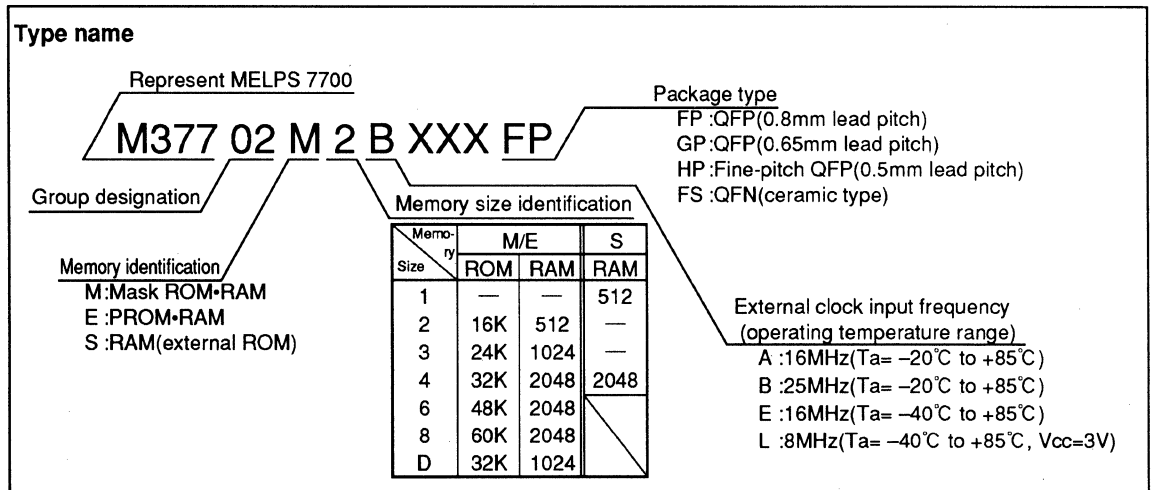 Type name
Represent MELPS 7700
M377 02 M 2 B XXX FP
Package type
FP :QFP(0.8mm lead pitch)
GP :QFP(0.65mm lead pitch)
HP :Fine-pitch QFP(0.5mm lead pitch)
FS :QFN(ceramic type)
Group designation
Memory size identification
Memo-ry Size M/E S
ROM RAM RAM
1 — — 512
2 16K 512 —
3 24K 1024 —
4 32K 2048 2048
6 48K 2048
8 60K 2048
D 32K 1024
Memory identification
M :Mask ROM•RAM
E :PROM•RAM
S :RAM(external ROM)
External clock input frequency
(operating temperature range)
A :16MHz(Ta= –20℃ to +85℃)
B :25MHz(Ta= –20℃ to +85℃)
E :16MHz(Ta= –40℃ to +85℃)
L :8MHz(Ta= –40℃ to +85℃, Vcc=3V)